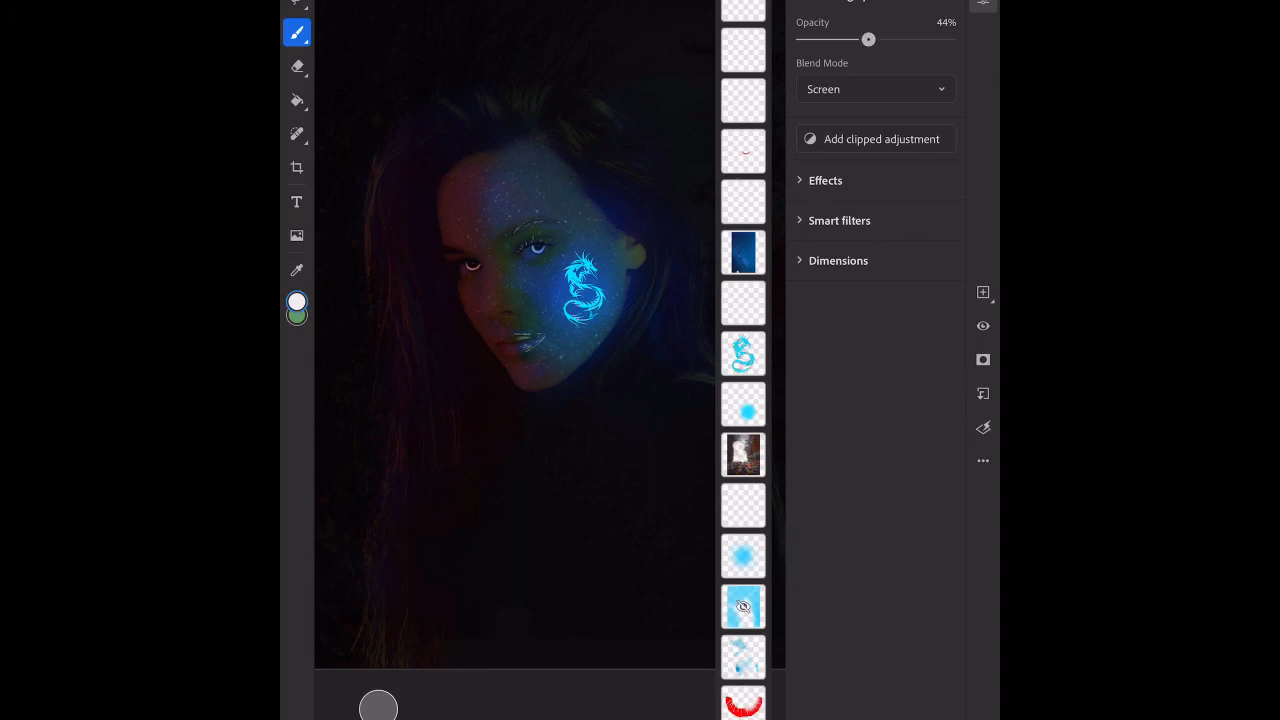 Opacity 44%
Blend Mode
Screen
Add clipped adjustment
Effects
Smart filters
Dimensions
T